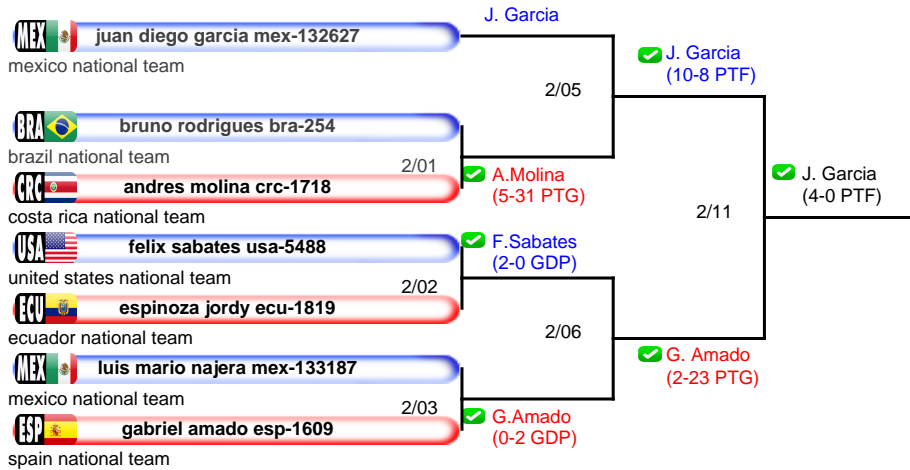 J. Garcia
MEX juan diego garcia mex-132627
mexico national team
J. Garcia
(10-8 PTF)
2/05
BRA bruno rodrigues bra-254
brazil national team
2/01
A.Molina
(5-31 PTG)
CRC andres molina crc-1718
costa rica national team
J. Garcia
(4-0 PTF)
2/11
USA felix sabates usa-5488
united states national team
F.Sabates
(2-0 GDP)
2/02
ECU espinoza jordy ecu-1819
ecuador national team
2/06
G. Amado
(2-23 PTG)
MEX luis mario najera mex-133187
mexico national team
2/03
G.Amado
(0-2 GDP)
ESP gabriel amado esp-1609
spain national team